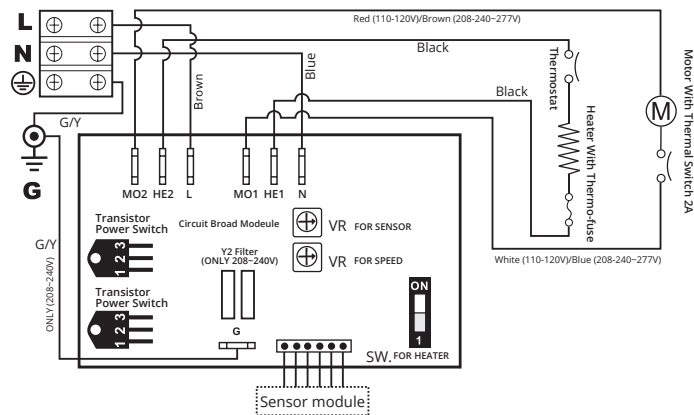 L
N
G
G/Y
Red (110-120V)/Brown (208-240~277V)
Black
Black
Blue
Brown
Thermostat
Heater With Thermo-fuse
M
Motor With Thermal Switch 2A
White (110-120V)/Blue (208-240~277V)
MO2 HE2 L MO1 HE1 N
Transistor
Power Switch
1 2 3
Transistor
Power Switch
1 2 3
Circuit Broad Modeule
Y2 Filter
(ONLY 208~240V)
G
VR FOR SENSOR
VR FOR SPEED
ON
1
SW. FOR HEATER
G/Y
ONLY (208~240V)
Sensor module